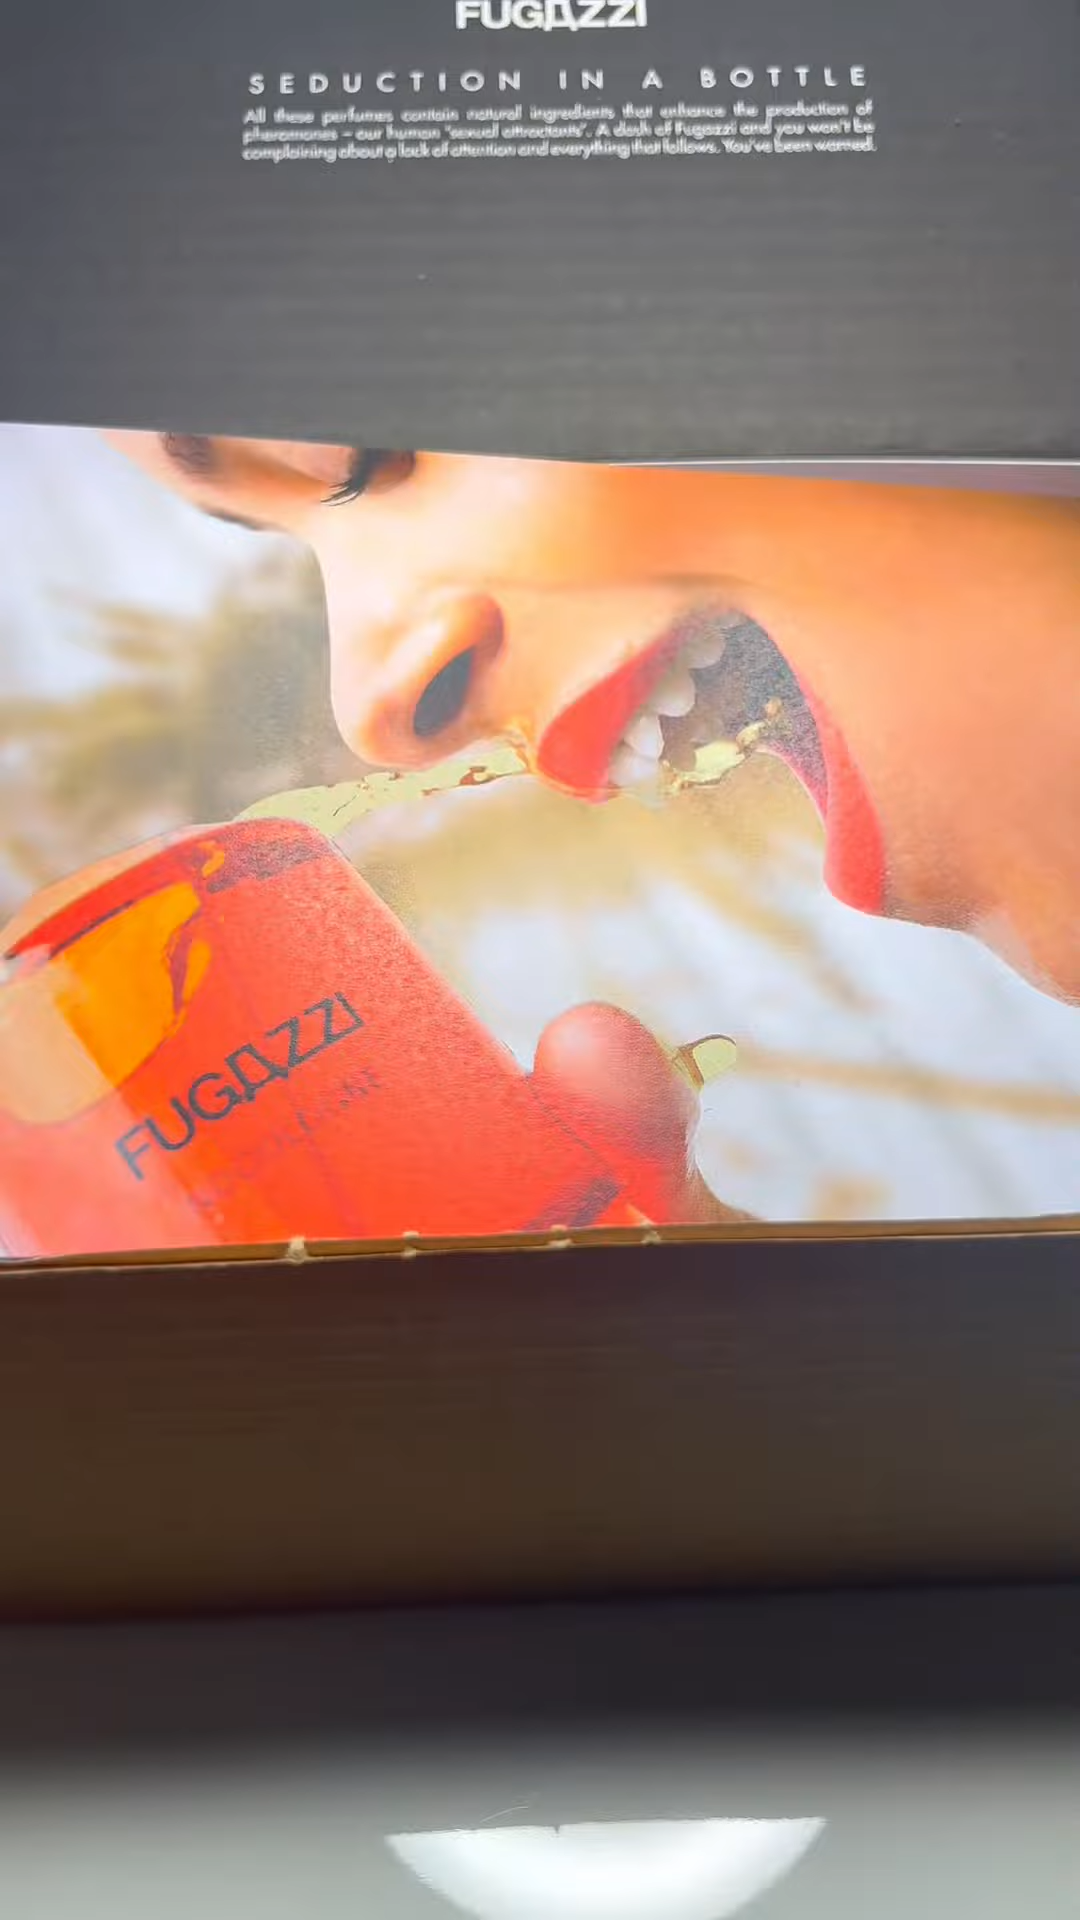 FUGAZZI
SEDUCTION IN A BOTTLE
All these perfumes contain natural ingredients that enhance the production of
pheromones – our human "sexual attractants". A dash of Fugazzi and you won't be
complaining about a lack of attention and everything that follows. You've been warned.
FUGAZZI